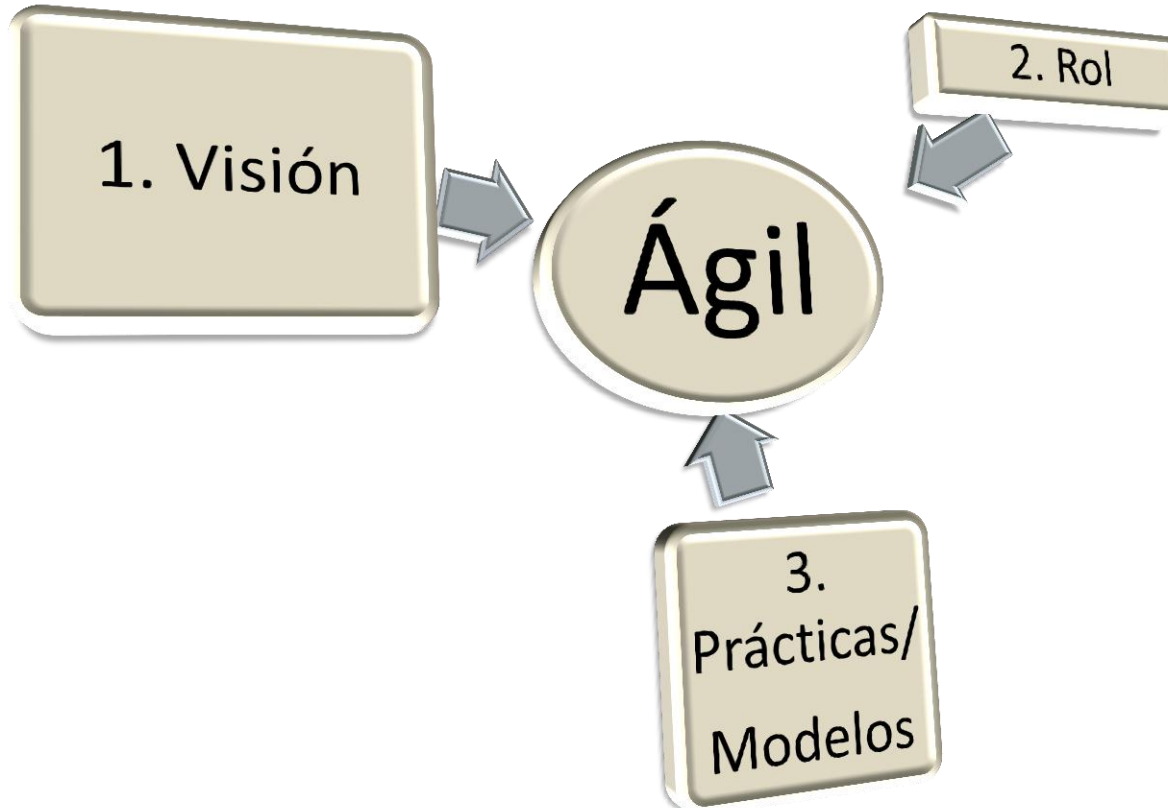 1. Visión
2. Rol
Ágil
3.
Prácticas/
Modelos